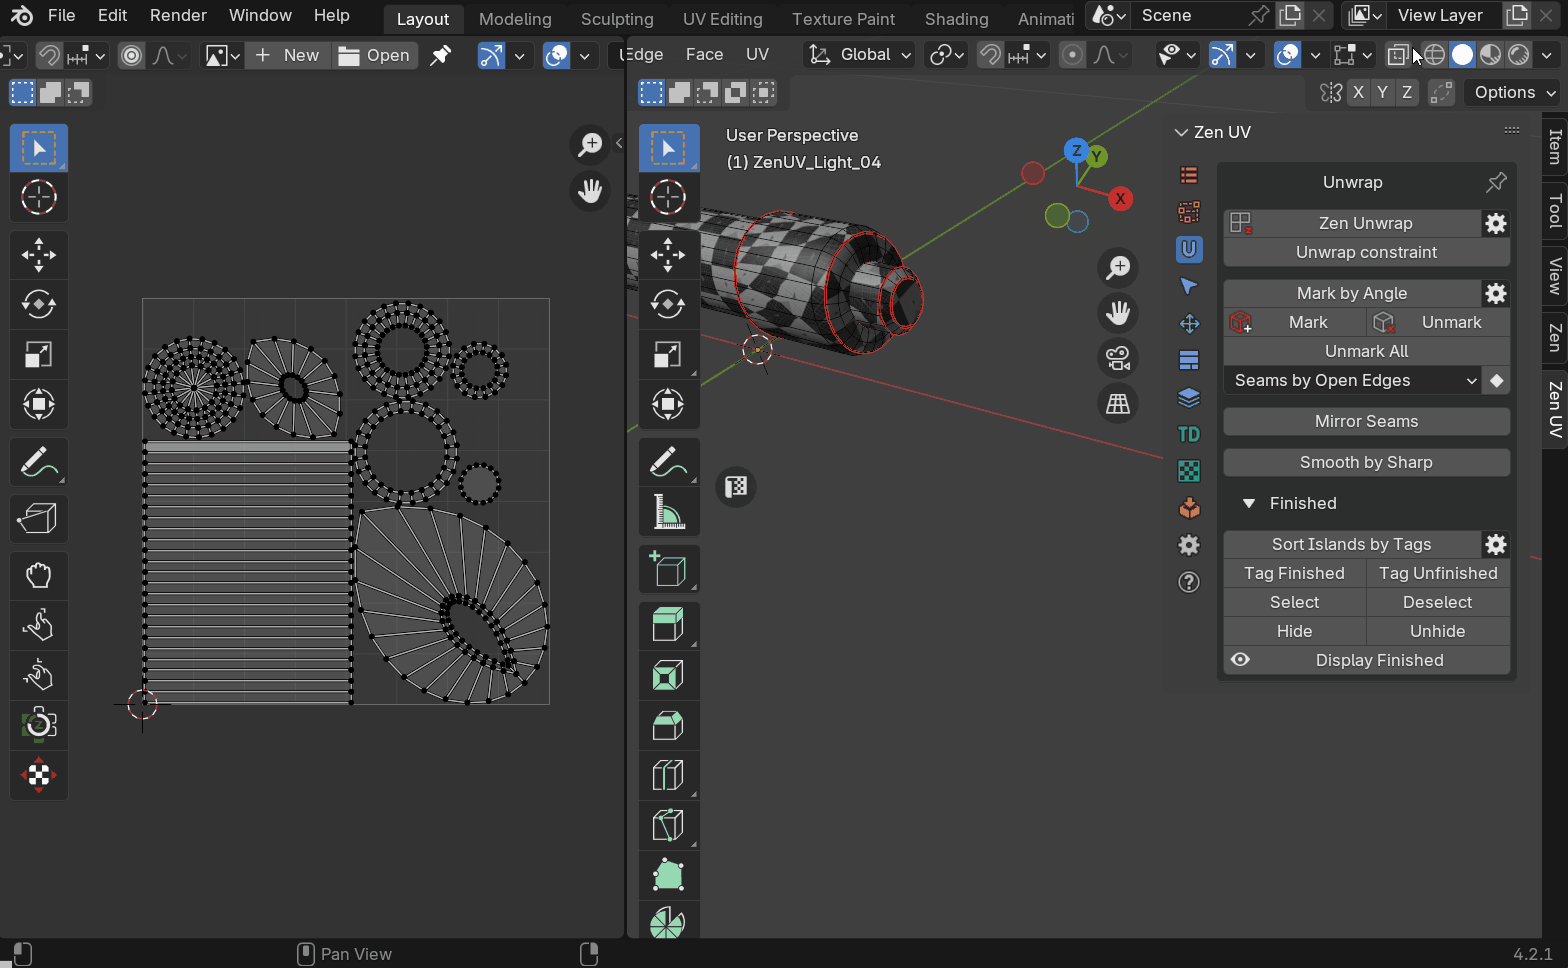 File Edit Render Window Help Layout Modeling Sculpting UV Editing Texture Paint Shading Animati Scene View Layer
New Open Edge Face UV Global
X Y Z Options
User Perspective
(1) ZenUV_Light_04
Z Y X
Zen UV
Unwrap
Zen Unwrap
Unwrap constraint
Mark by Angle
Mark Unmark
Unmark All
Seams by Open Edges
Mirror Seams
Smooth by Sharp
Finished
Sort Islands by Tags
Tag Finished Tag Unfinished
Select Deselect
Hide Unhide
Display Finished
TD
Item
Tool
View
Zen
Zen UV
Pan View 4.2.1